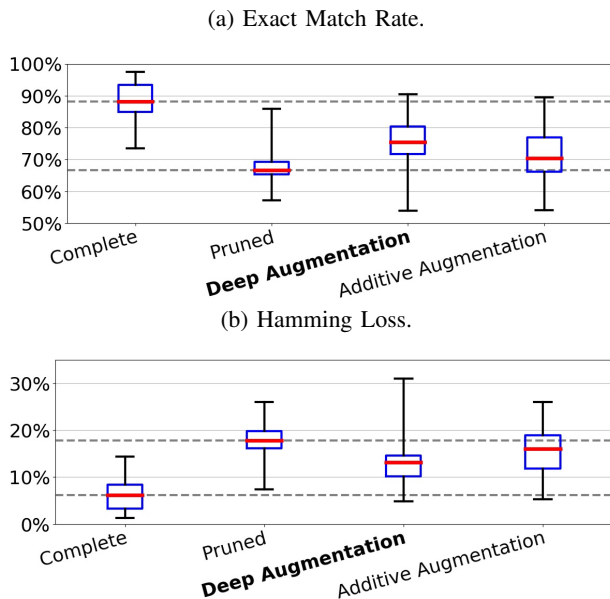 (a) Exact Match Rate.
100%
90%
80%
70%
60%
50%
Complete
Pruned
Deep Augmentation
Additive Augmentation
(b) Hamming Loss.
30%
20%
10%
0%
Complete
Pruned
Deep Augmentation
Additive Augmentation